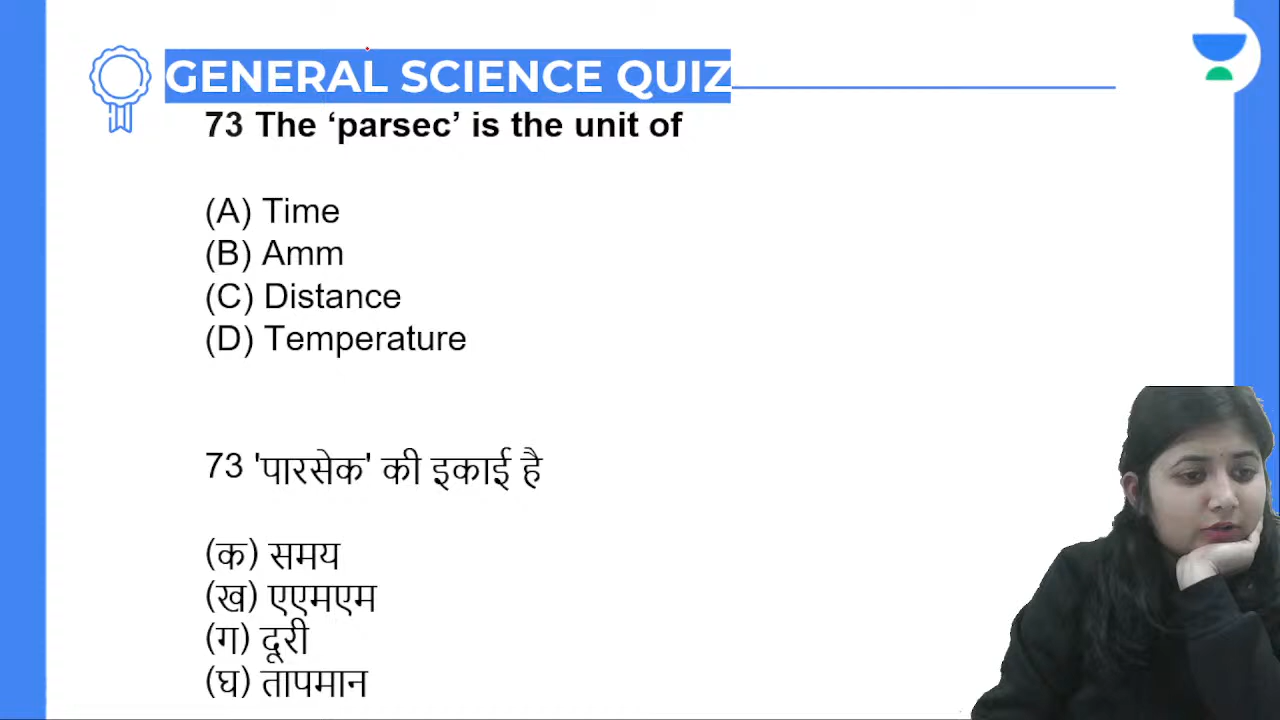 GENERAL SCIENCE QUIZ
73 The ‘parsec’ is the unit of
(A) Time
(B) Amm
(C) Distance
(D) Temperature
73 'पारसेक' की इकाई है
(क) समय
(ख) एएमएम
(ग) दूरी
(घ) तापमान